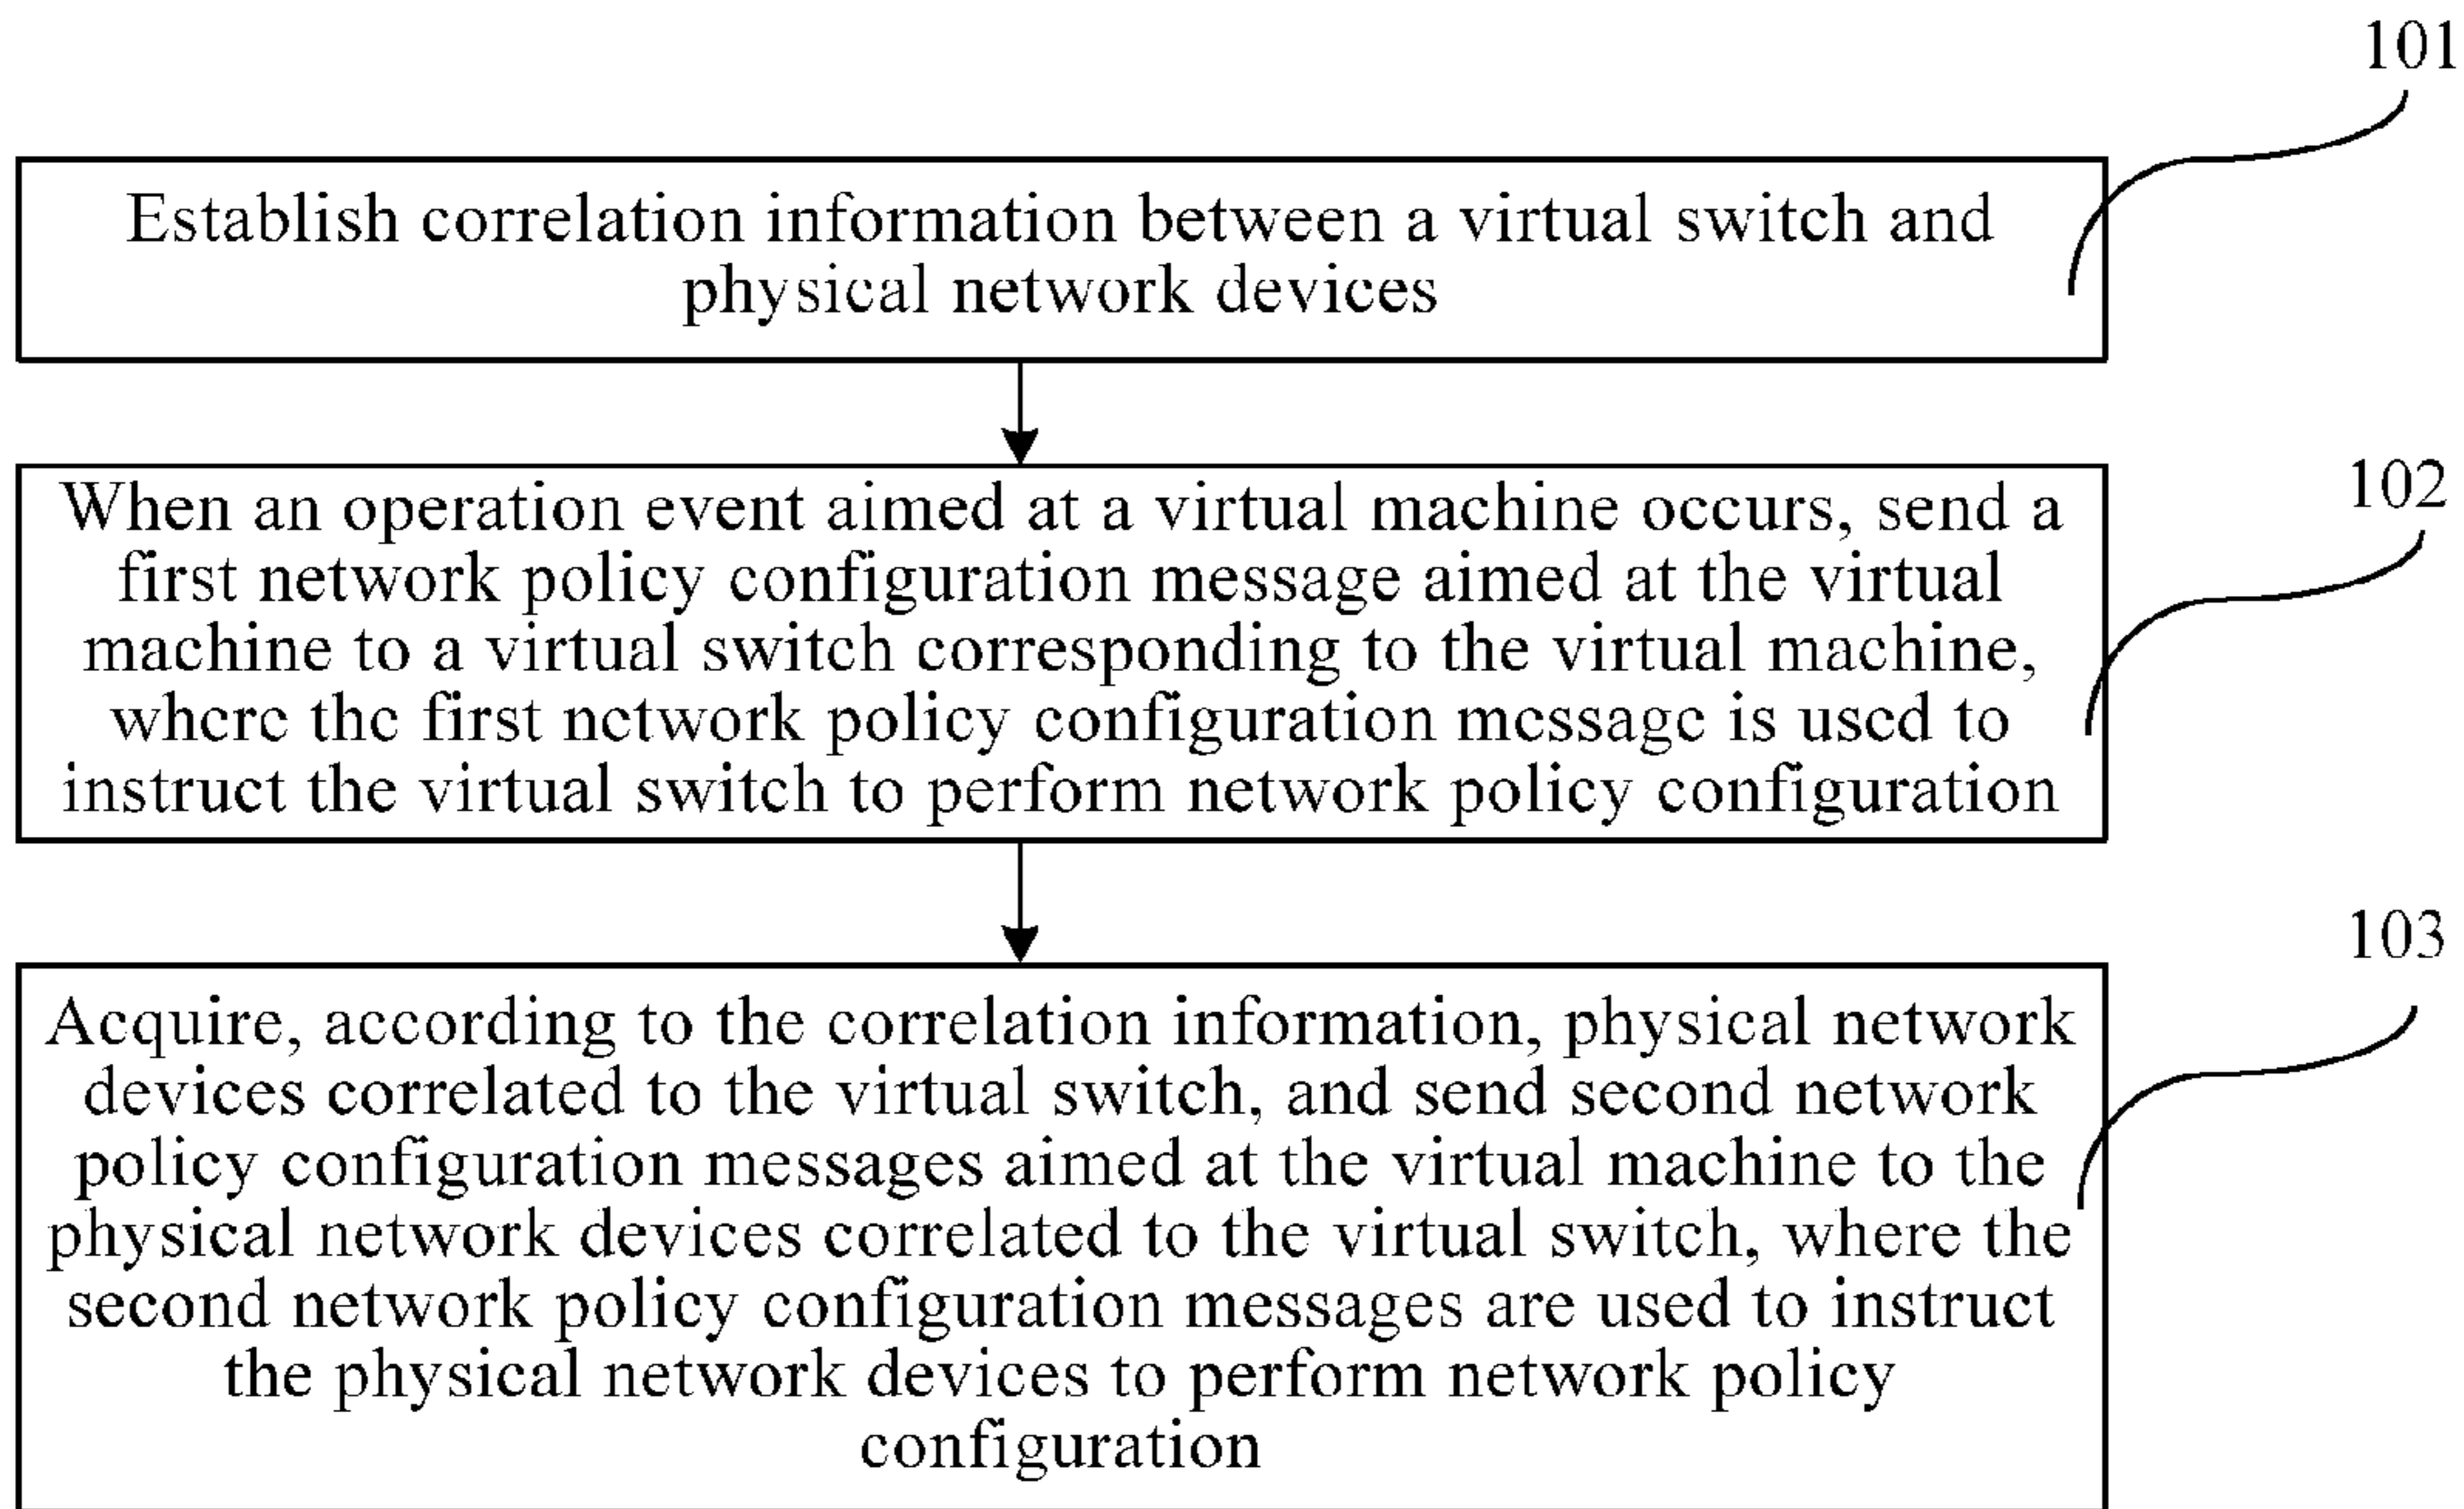 101
Establish correlation information between a virtual switch and
physical network devices
102
When an operation event aimed at a virtual machine occurs, send a
first network policy configuration message aimed at the virtual
machine to a virtual switch corresponding to the virtual machine,
where the first network policy configuration message is used to
instruct the virtual switch to perform network policy configuration
103
Acquire, according to the correlation information, physical network
devices correlated to the virtual switch, and send second network
policy configuration messages aimed at the virtual machine to the
physical network devices correlated to the virtual switch, where the
second network policy configuration messages are used to instruct
the physical network devices to perform network policy
configuration